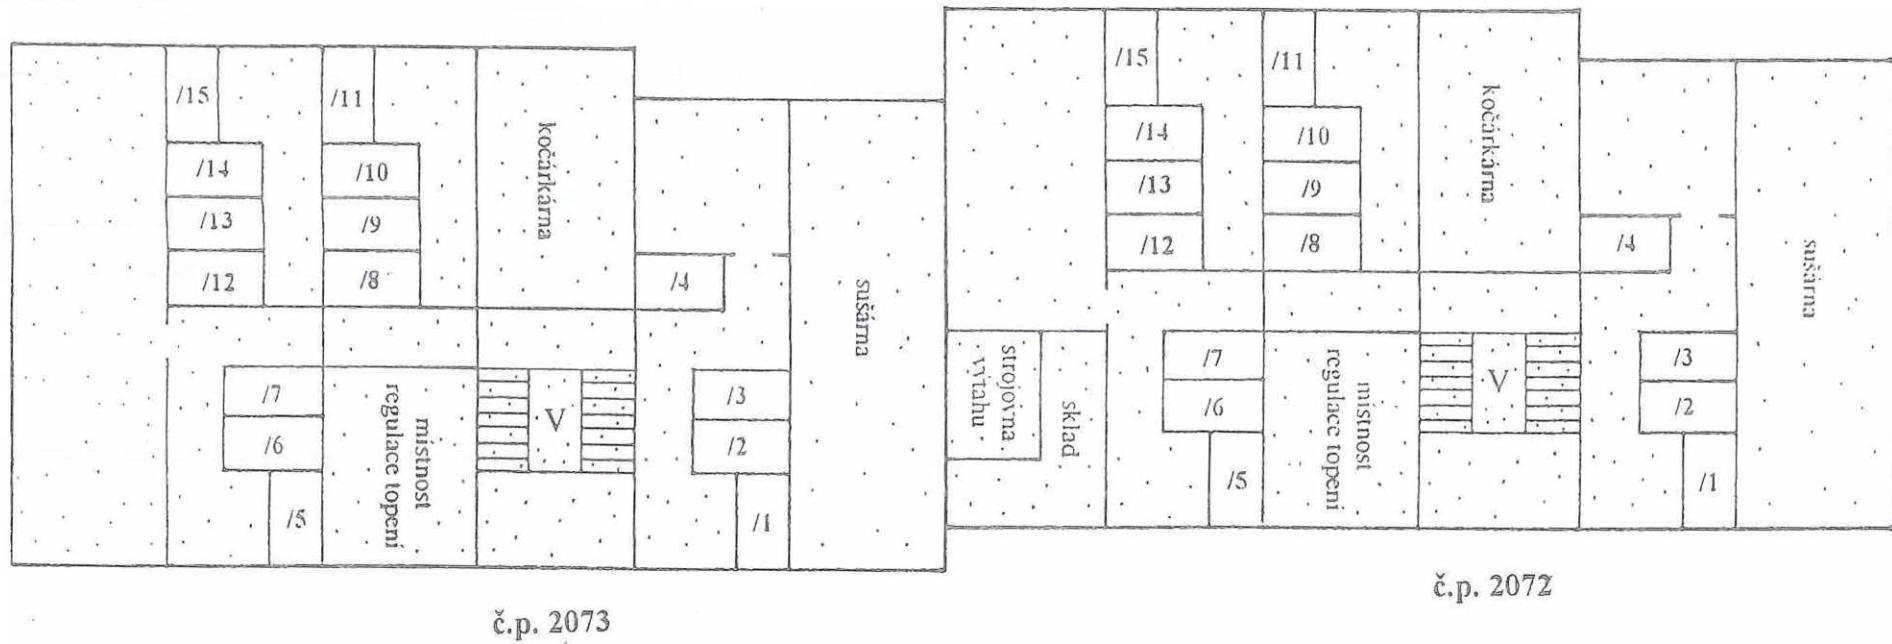 /15
/11
/14
/10
/13
/9
/12
/8
kočárkárna
/4
sušárna
/7
/6
/5
místnost
regulace topení
V
/3
/2
/1
č.p. 2073
/15
/11
/14
/10
/13
/9
/12
/8
kočárkárna
/4
sušárna
strojovna
výtahu
sklad
/7
/6
/5
místnost
regulace topení
V
/3
/2
/1
č.p. 2072